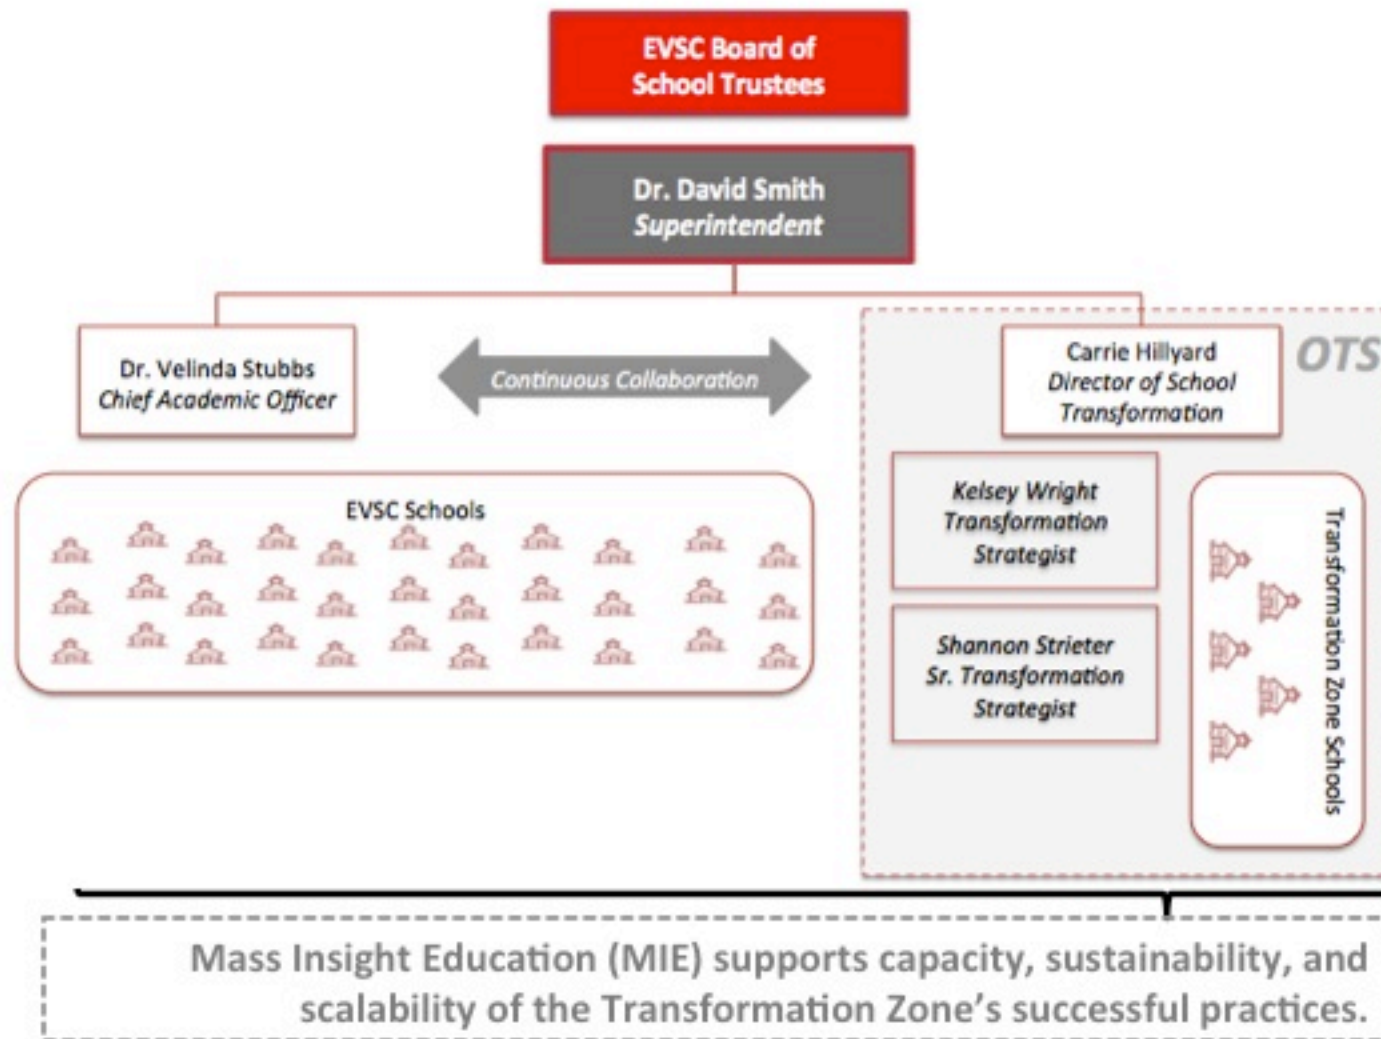 EVSC Board of
School Trustees
Dr. David Smith
Superintendent
Dr. Velinda Stubbs
Chief Academic Officer
Continuous Collaboration
Carrie Hillyard
Director of School
Transformation
OTS
EVSC Schools
Kelsey Wright
Transformation
Strategist
Shannon Strieter
Sr. Transformation
Strategist
Transformation Zone Schools
Mass Insight Education (MIE) supports capacity, sustainability, and
scalability of the Transformation Zone’s successful practices.